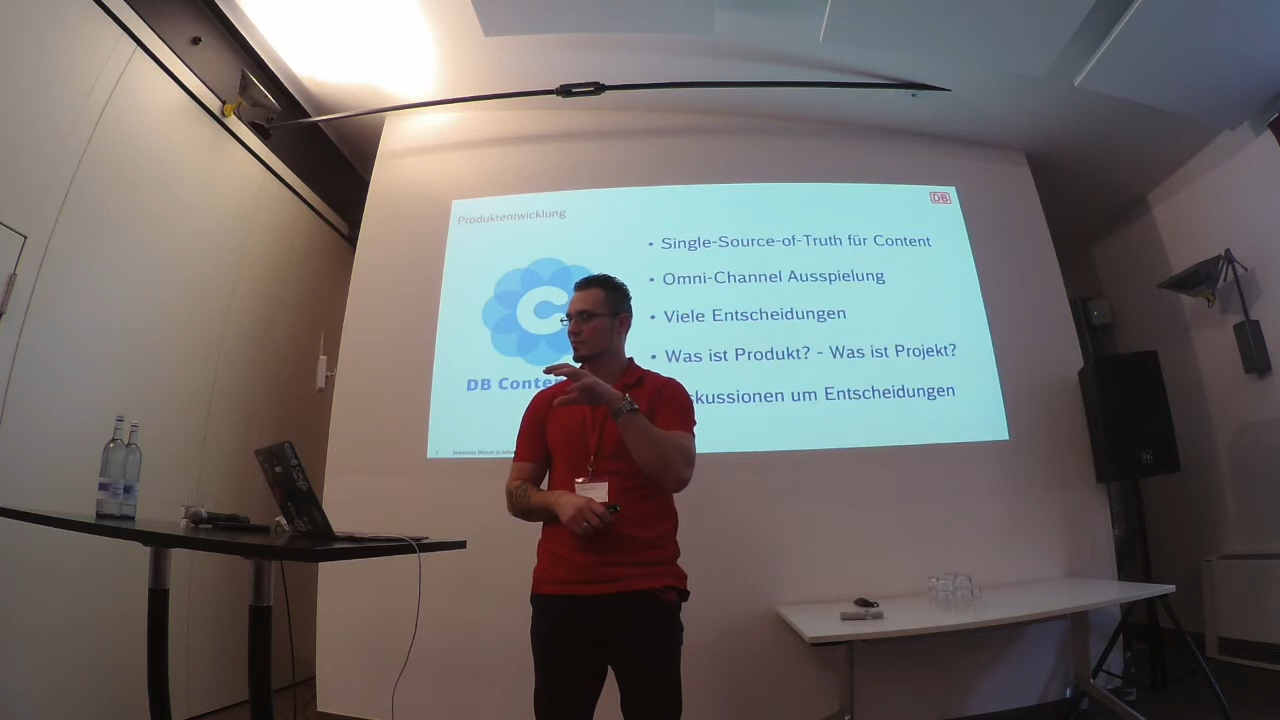 Produktentwicklung
DB
C
DB Conte
• Single-Source-of-Truth für Content
• Omni-Channel Ausspielung
• Viele Entscheidungen
• Was ist Produkt? - Was ist Projekt?
skussionen um Entscheidungen